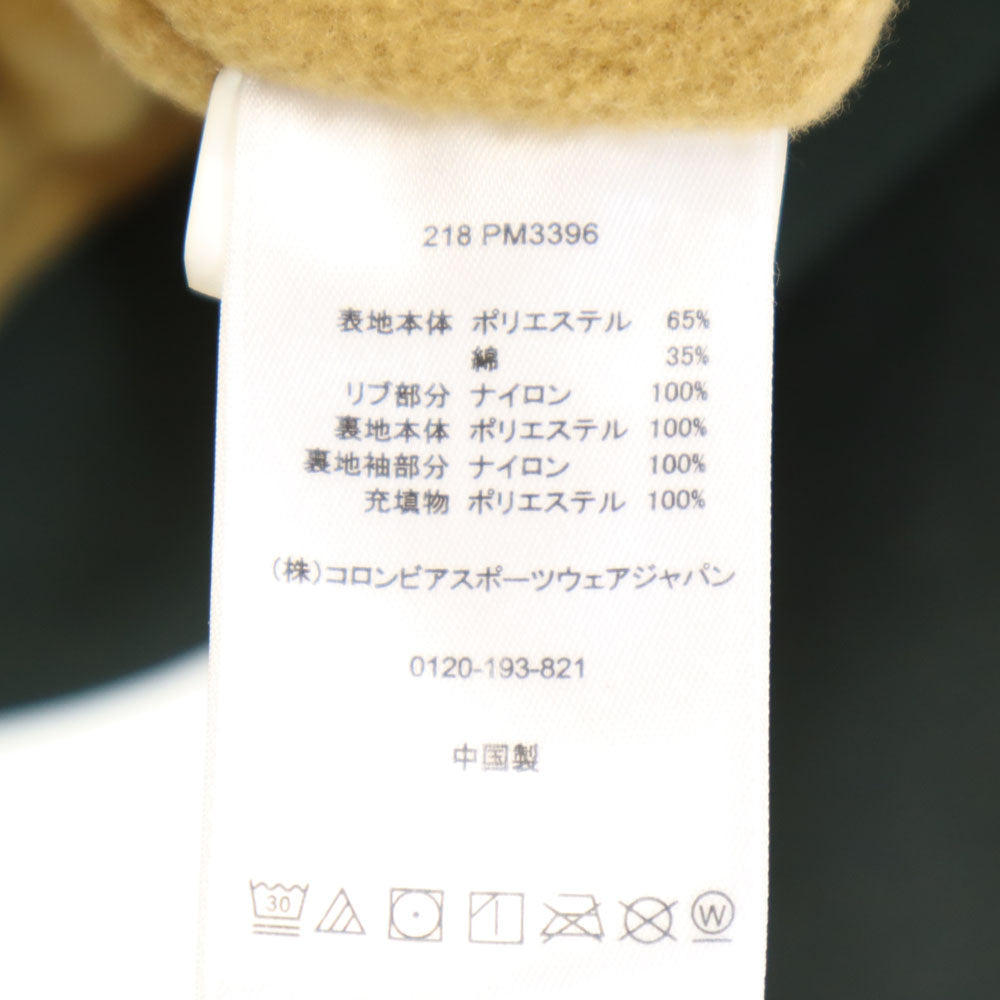 218 PM3396
表地本体 ポリエステル 65%
綿 35%
リブ部分 ナイロン 100%
裏地本体 ポリエステル 100%
裏地袖部分 ナイロン 100%
充填物 ポリエステル 100%
(株)コロンビアスポーツウェアジャパン
0120-193-821
中国製
30
W